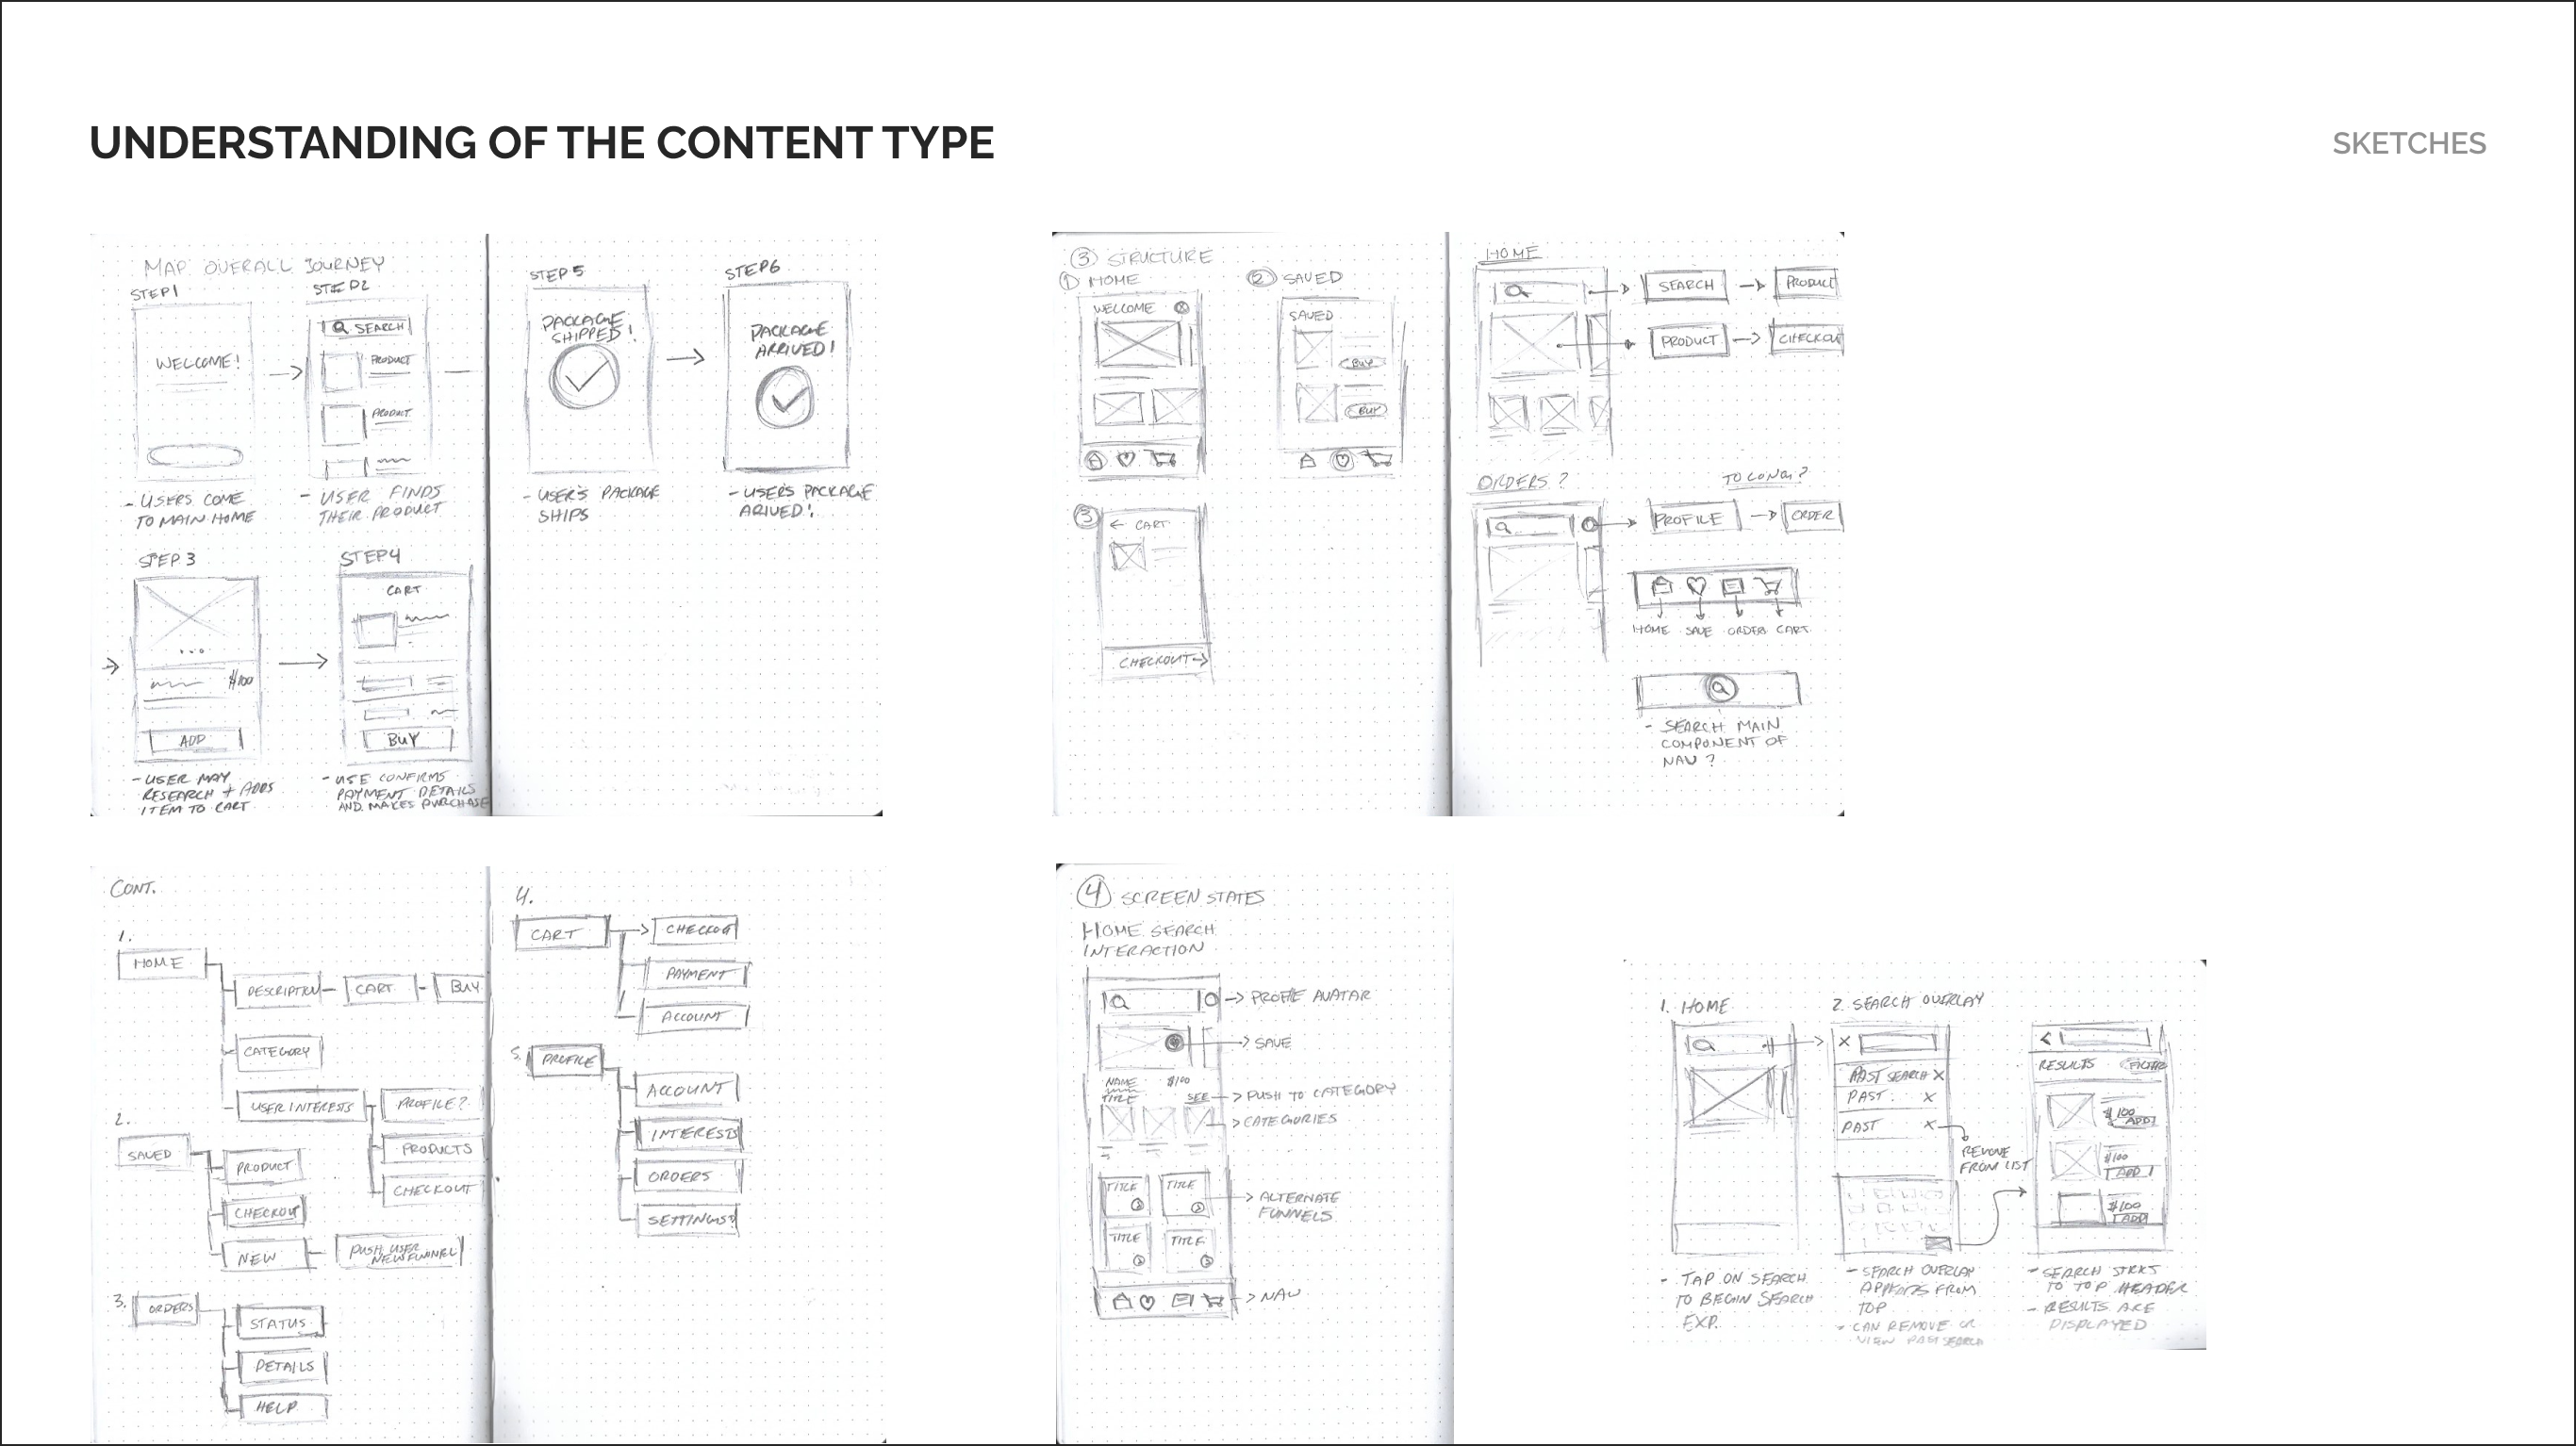 UNDERSTANDING OF THE CONTENT TYPE
SKETCHES
MAP OVERALL JOURNEY
STEP 1
WELCOME!
- USERS COME
TO MAIN HOME
STEP 2
SEARCH
PRODUCT
PRODUCT
- USER FINDS
THEIR PRODUCT
STEP 3
$100
ADD
- USER MAY
RESEARCH + ADDS
ITEM TO CART
STEP 4
CART
BUY
- USE CONFIRMS
PAYMENT DETAILS
AND MAKES PURCHASE
STEP 5
PACKAGE
SHIPPED!
- USER'S PACKAGE
SHIPS
STEP 6
PACKAGE
ARRIVED!
- USER'S PACKAGE
ARIVED!
3 STRUCTURE
1 HOME
WELCOME
2 SAVED
SAVED
BUY
BUY
3
← CART
CHECKOUT →
HOME
SEARCH
PRODUCT
PRODUCT
CHECKOUT
ORDERS?
TO LONG?
PROFILE
ORDER
HOME SAVE ORDERS CART
- SEARCH MAIN
COMPONENT OF
NAV?
CONT.
1.
HOME
DESCRIPTION
CART
BUY
CATEGORY
USER INTERESTS
PROFILE?
PRODUCTS
CHECKOUT
2.
SAVED
PRODUCT
CHECKOUT
NEW
PUSH USER
NEW FUNNEL
3.
ORDERS
STATUS
DETAILS
HELP
4.
CART
CHECKOUT
PAYMENT
ACCOUNT
5.
PROFILE
ACCOUNT
INTERESTS
ORDERS
SETTINGS
4 SCREEN STATES
HOME SEARCH
INTERACTION
PROFILE AVATAR
SAVE
NAME
$100
TITLE
SEE
PUSH TO CATEGORY
CATEGORIES
TITLE
TITLE
TITLE
TITLE
ALTERNATE
FUNNELS
NAV
1. HOME
- TAP ON SEARCH
TO BEGIN SEARCH
EXP.
2. SEARCH OVERLAY
X
PAST SEARCH X
PAST X
PAST X
REMOVE
FROM LIST
- SEARCH OVERLAY
APPEARS FROM
TOP
- CAN REMOVE OR
VIEW PAST SEARCH
RESULTS
FILTER
$100
ADD
$100
ADD
$100
ADD
- SEARCH STICKS
TO TOP HEADER
- RESULTS ARE
DISPLAYED